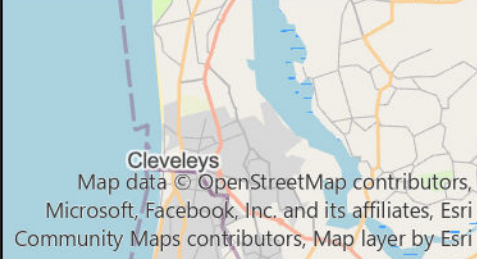 Cleveleys
Map data © OpenStreetMap contributors,
Microsoft, Facebook, Inc. and its affiliates, Esri
Community Maps contributors, Map layer by Esri